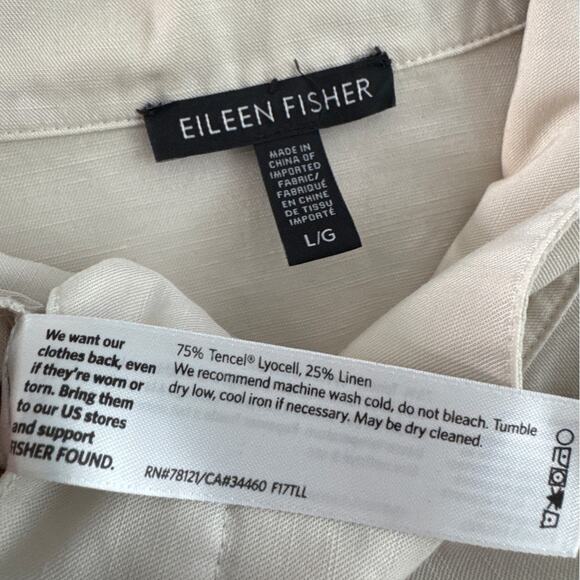 EILEEN FISHER
MADE IN
CHINA OF
IMPORTED
FABRIC/
FABRIQUÉ
EN CHINE
DE TISSU
IMPORTÉ
L/G
We want our
clothes back, even
if they're worn or
torn. Bring them
to our US stores
and support
FISHER FOUND.
75% Tencel® Lyocell, 25% Linen
We recommend machine wash cold, do not bleach. Tumble
dry low, cool iron if necessary. May be dry cleaned.
RN#78121/CA#34460 F17TLL